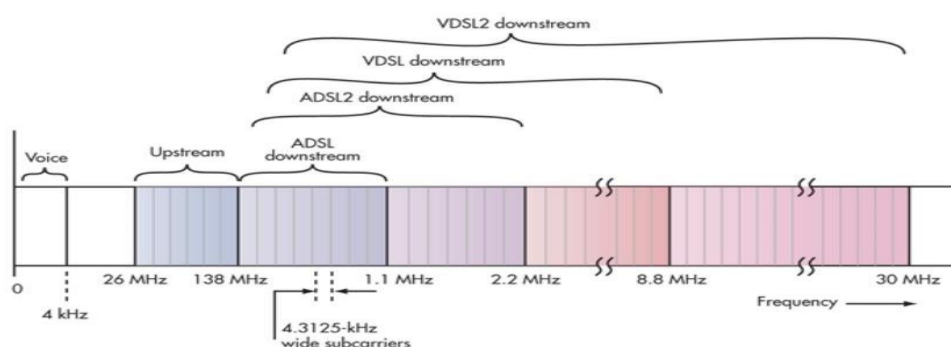 VDSL2 downstream
VDSL downstream
ADSL2 downstream
Voice
Upstream
ADSL
downstream
0
4 kHz
26 MHz
138 MHz
1.1 MHz
2.2 MHz
8.8 MHz
30 MHz
Frequency
4.3125-kHz
wide subcarriers